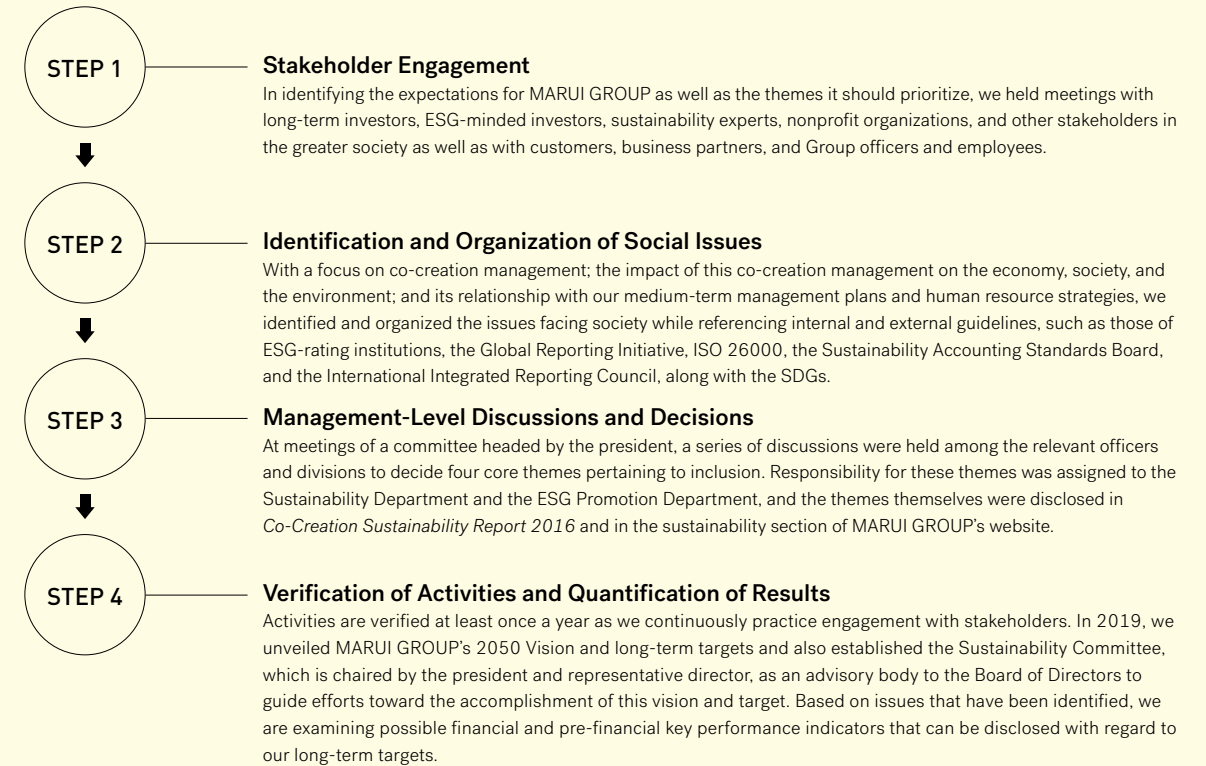 STEP 1
Stakeholder Engagement
In identifying the expectations for MARUI GROUP as well as the themes it should prioritize, we held meetings with
long-term investors, ESG-minded investors, sustainability experts, nonprofit organizations, and other stakeholders in
the greater society as well as with customers, business partners, and Group officers and employees.
STEP 2
Identification and Organization of Social Issues
With a focus on co-creation management; the impact of this co-creation management on the economy, society, and
the environment; and its relationship with our medium-term management plans and human resource strategies, we
identified and organized the issues facing society while referencing internal and external guidelines, such as those of
ESG-rating institutions, the Global Reporting Initiative, ISO 26000, the Sustainability Accounting Standards Board,
and the International Integrated Reporting Council, along with the SDGs.
STEP 3
Management-Level Discussions and Decisions
At meetings of a committee headed by the president, a series of discussions were held among the relevant officers
and divisions to decide four core themes pertaining to inclusion. Responsibility for these themes was assigned to the
Sustainability Department and the ESG Promotion Department, and the themes themselves were disclosed in
Co-Creation Sustainability Report 2016 and in the sustainability section of MARUI GROUP's website.
STEP 4
Verification of Activities and Quantification of Results
Activities are verified at least once a year as we continuously practice engagement with stakeholders. In 2019, we
unveiled MARUI GROUP's 2050 Vision and long-term targets and also established the Sustainability Committee,
which is chaired by the president and representative director, as an advisory body to the Board of Directors to
guide efforts toward the accomplishment of this vision and target. Based on issues that have been identified, we
are examining possible financial and pre-financial key performance indicators that can be disclosed with regard to
our long-term targets.